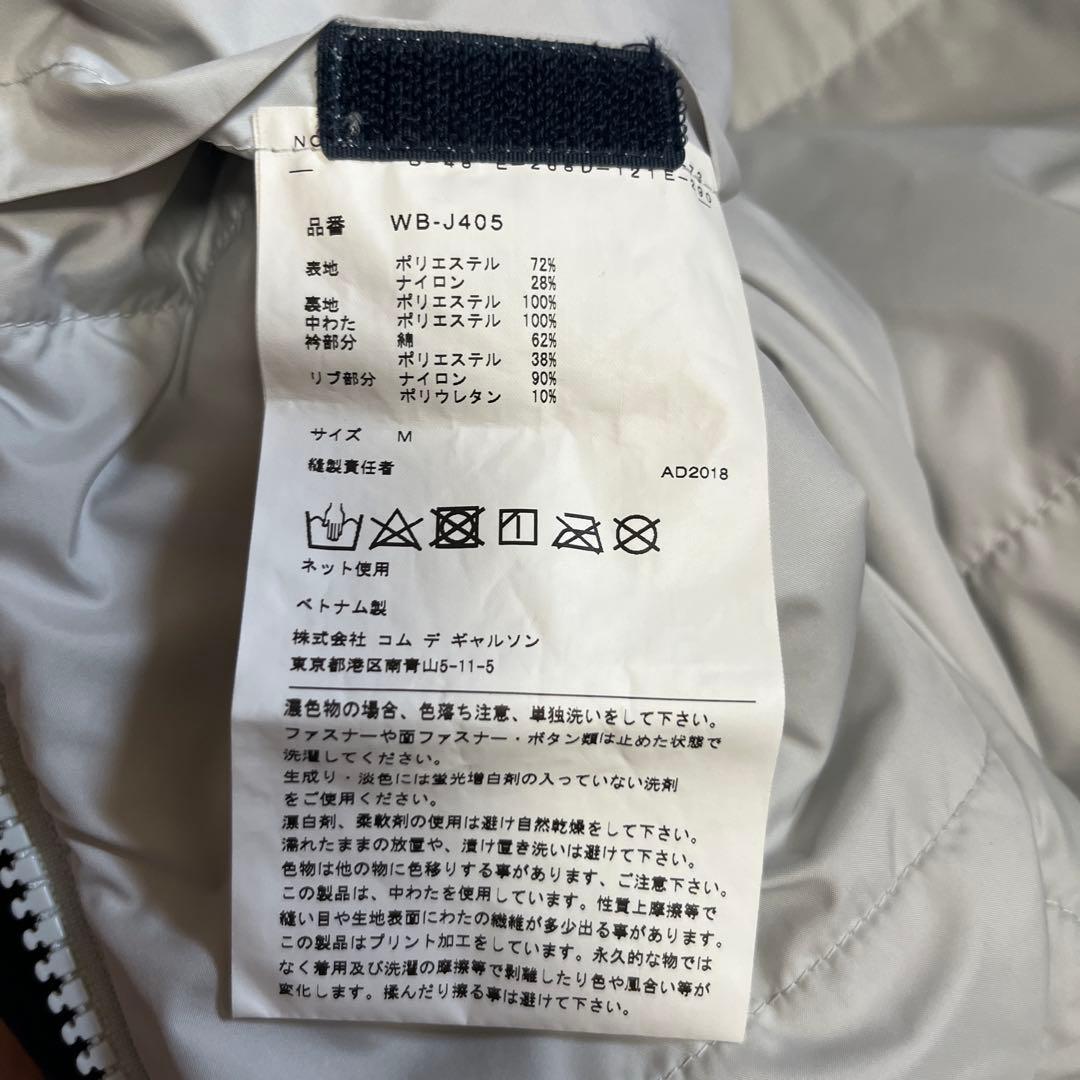 品番 WB-J405
表地 ポリエステル 72%
ナイロン 28%
裏地 ポリエステル 100%
中わた ポリエステル 100%
衿部分 綿 62%
ポリエステル 38%
リブ部分 ナイロン 90%
ポリウレタン 10%
サイズ M
縫製責任者 AD2018
ネット使用
ベトナム製
株式会社 コム デ ギャルソン
東京都港区南青山5-11-5
濃色物の場合、色落ち注意、単独洗いをして下さい。
ファスナーや面ファスナー・ボタン類は止めた状態で
洗濯してください。
生成り・淡色には蛍光増白剤の入っていない洗剤
をご使用ください。
漂白剤、柔軟剤の使用は避け自然乾燥をして下さい。
濡れたままの放置や、漬け置き洗いは避けて下さい。
色物は他の物に色移りする事があります、ご注意下さい。
この製品は、中わたを使用しています。性質上摩擦等で
縫い目や生地表面にわたの繊維が多少出る事があります。
この製品はプリント加工をしています。永久的な物では
なく着用及び洗濯の摩擦等で剥離したり色や風合い等が
変化します。揉んだり擦る事は避けて下さい。